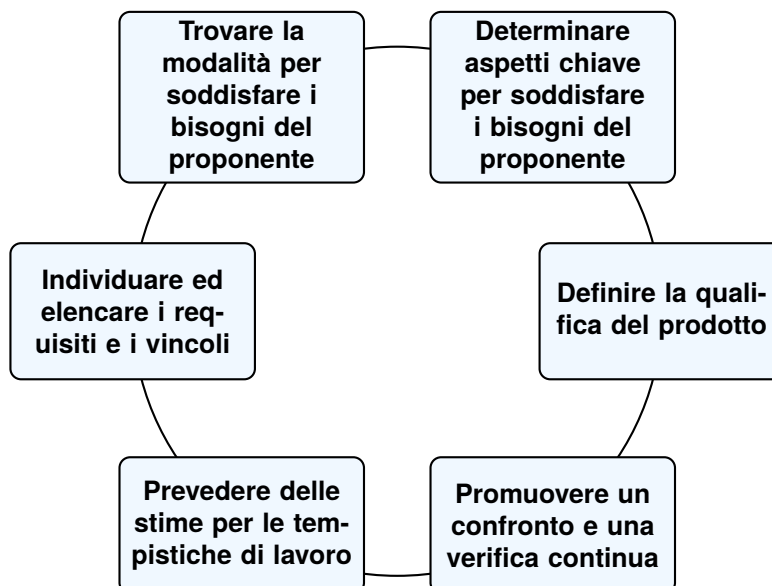 Trovare la
modalità per
soddisfare i
bisogni del
proponente
Determinare
aspetti chiave
per soddisfare
i bisogni del
proponente
Individuare ed
elencare i req-
uisiti e i vincoli
Definire la quali-
fica del prodotto
Prevedere delle
stime per le tem-
pistiche di lavoro
Promuovere un
confronto e una
verifica continua